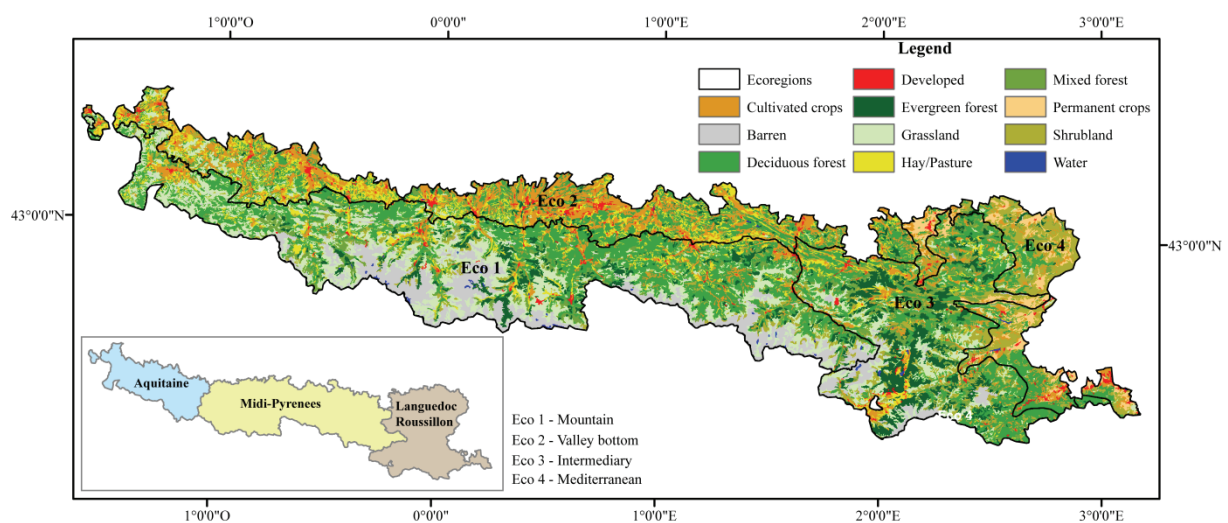 1°0'0"O 0°0'0" 1°0'0"E 2°0'0"E 3°0'0"E
Legend
Ecoregions Developed Mixed forest
Cultivated crops Evergreen forest Permanent crops
Barren Grassland Shrubland
Deciduous forest Hay/Pasture Water
43°0'0"N
43°0'0"N
Eco 2
Eco 4
Eco 1
Eco 3
Eco 4
Aquitaine
Midi-Pyrenees
Languedoc
Roussillon
Eco 1 - Mountain
Eco 2 - Valley bottom
Eco 3 - Intermediary
Eco 4 - Mediterranean
1°0'0"O 0°0'0" 1°0'0"E 2°0'0"E 3°0'0"E